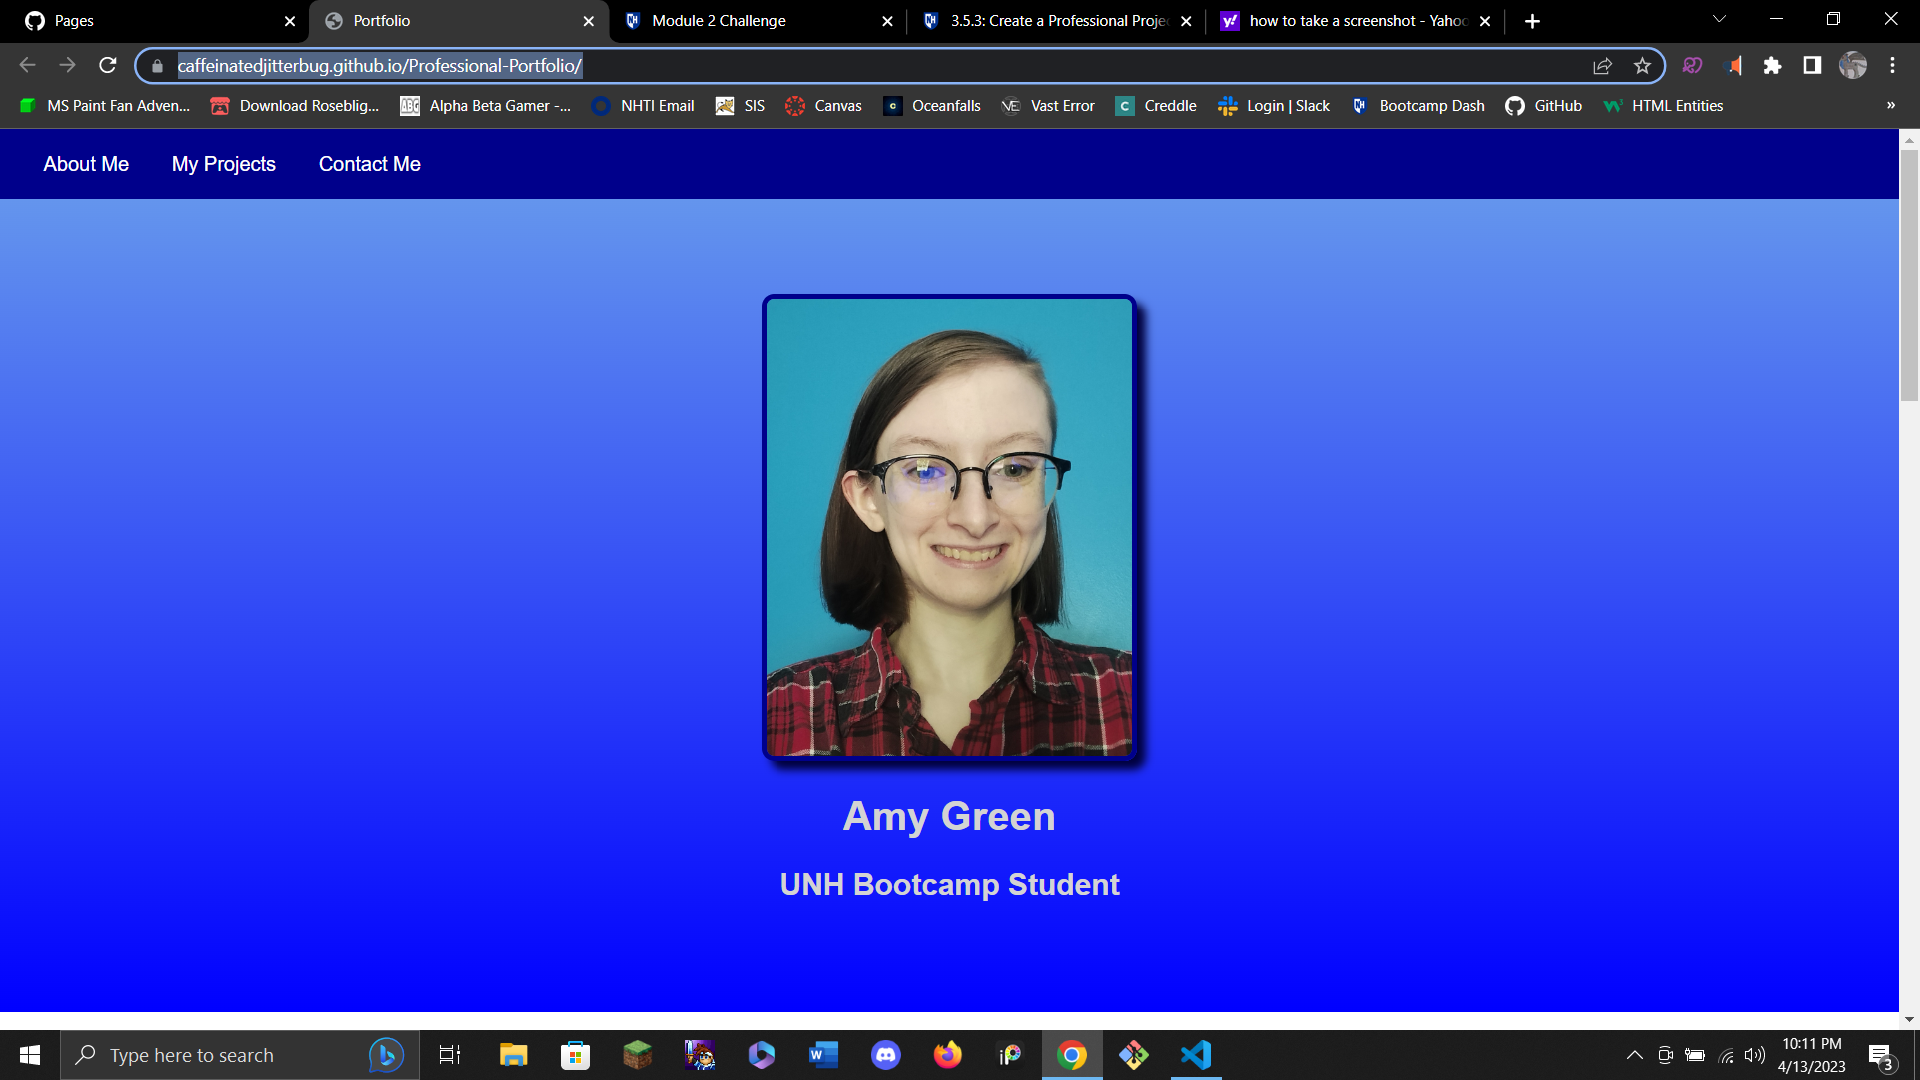 Pages
Portfolio
Module 2 Challenge
3.5.3: Create a Professional Proje
how to take a screenshot - Yahoo
caffeinatedjitterbug.github.io/Professional-Portfolio/
MS Paint Fan Adven...
Download Roseblig...
ABG
Alpha Beta Gamer -...
NHTI Email
SIS
Canvas
Oceanfalls
VE
Vast Error
C
Creddle
Login | Slack
Bootcamp Dash
GitHub
HTML Entities
»
About Me
My Projects
Contact Me
Amy Green
UNH Bootcamp Student
Type here to search
10:11 PM
4/13/2023
3